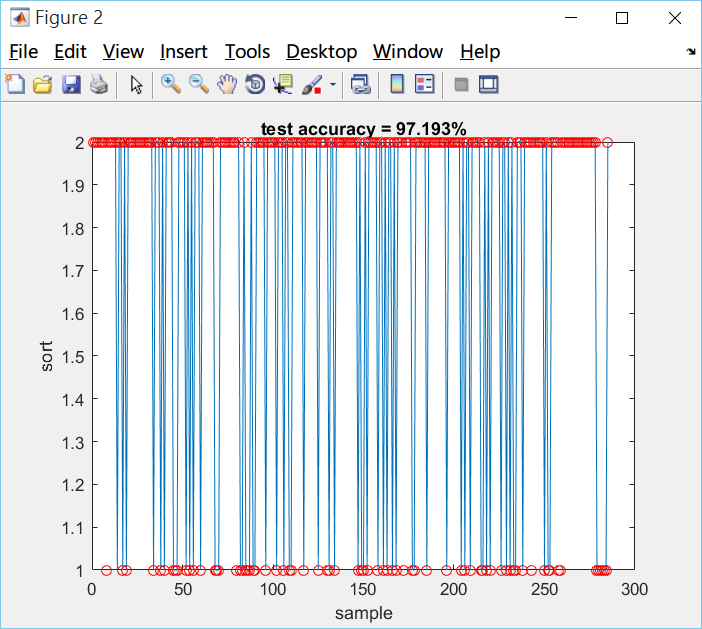 Figure 2
File Edit View Insert Tools Desktop Window Help
test accuracy = 97.193%
2
1.9
1.8
1.7
1.6
1.5
1.4
1.3
1.2
1.1
1
sort
0 50 100 150 200 250 300
sample